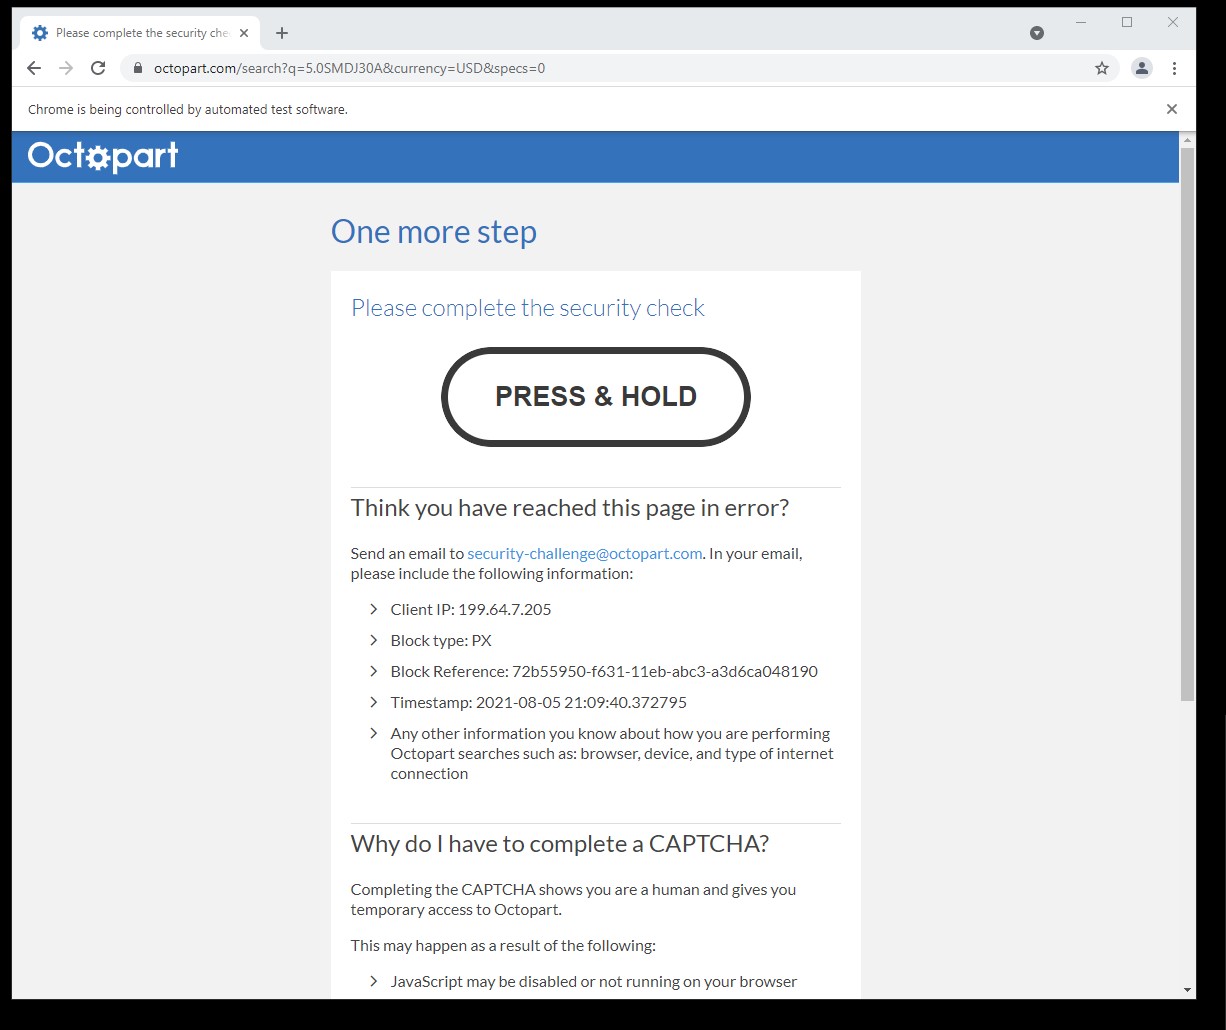 Please complete the security che
octopart.com/search?q=5.0SMDJ30A&currency=USD&specs=0
Chrome is being controlled by automated test software.
Octopart
One more step
Please complete the security check
PRESS & HOLD
Think you have reached this page in error?
Send an email to security-challenge@octopart.com. In your email,
please include the following information:
Client IP: 199.64.7.205
Block type: PX
Block Reference: 72b55950-f631-11eb-abc3-a3d6ca048190
Timestamp: 2021-08-05 21:09:40.372795
Any other information you know about how you are performing
Octopart searches such as: browser, device, and type of internet
connection
Why do I have to complete a CAPTCHA?
Completing the CAPTCHA shows you are a human and gives you
temporary access to Octopart.
This may happen as a result of the following:
JavaScript may be disabled or not running on your browser